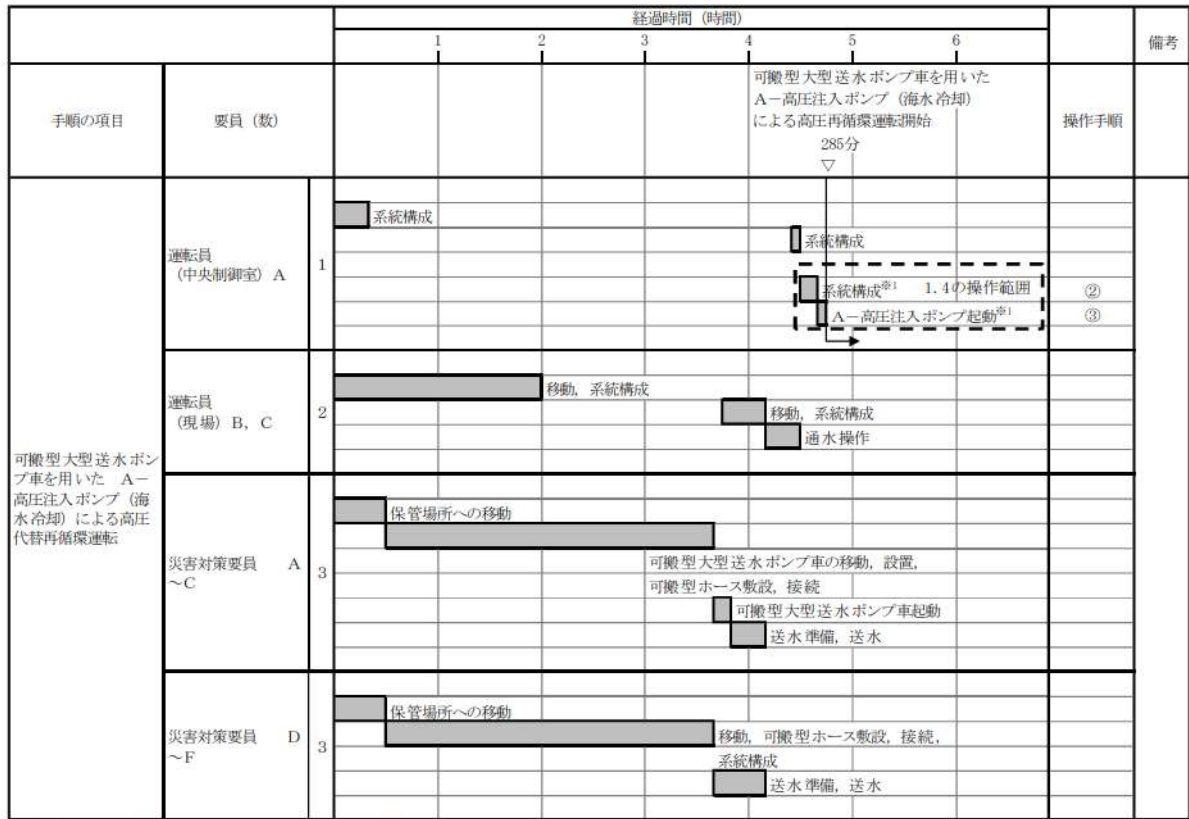 経過時間（時間）
1 2 3 4 5 6
備考
手順の項目
要員（数）
可搬型大型送水ポンプ車を用いた
A－高圧注入ポンプ（海水冷却）
による高圧再循環運転開始
285分
▽
操作手順
可搬型大型送水ポン
プ車を用いた　A－
高圧注入ポンプ（海
水冷却）による高圧
代替再循環運転
運転員
（中央制御室）A
1
系統構成
系統構成
系統構成※1　1.4の操作範囲
②
A－高圧注入ポンプ起動※1
③
運転員
（現場）B，C
2
移動，系統構成
移動，系統構成
通水操作
災害対策要員　A
～C
3
保管場所への移動
可搬型大型送水ポンプ車の移動，設置，
可搬型ホース敷設，接続
可搬型大型送水ポンプ車起動
送水準備，送水
災害対策要員　D
～F
3
保管場所への移動
移動，可搬型ホース敷設，接続，
系統構成
送水準備，送水